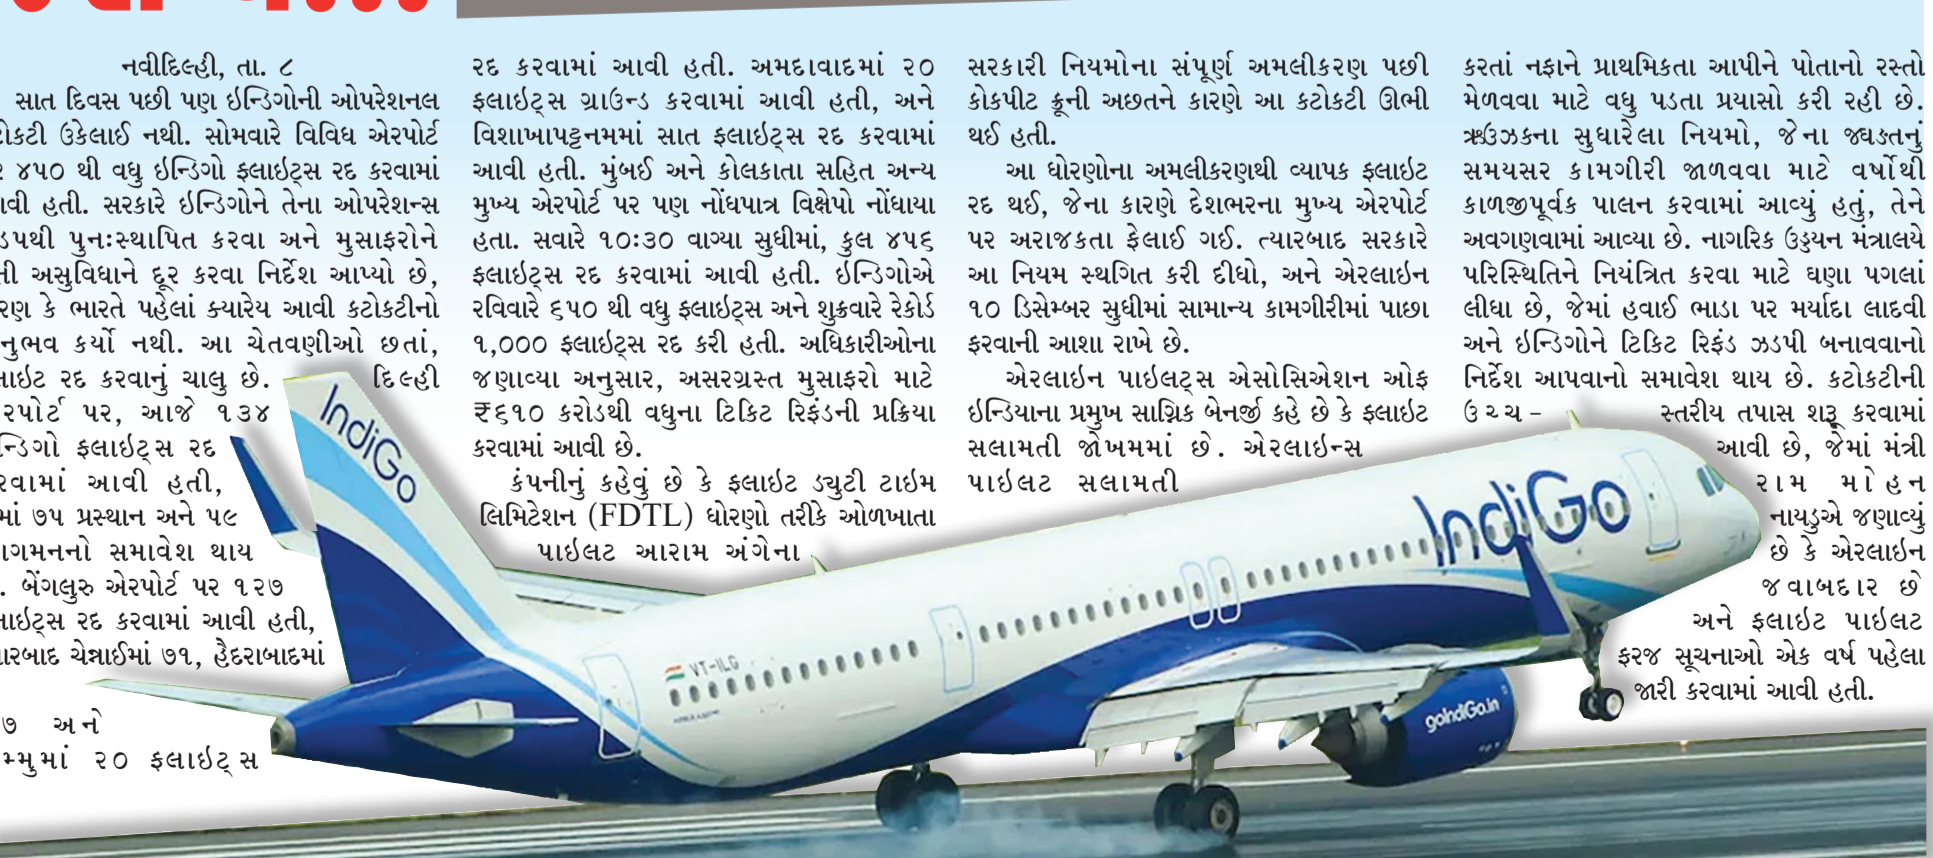 નવીદિલ્હી, તા. ૮
સાત દિવસ પછી પણ ઇન્ડિગોની ઓપરેશનલ
ઉકેલાઈ નથી. સોમવારે વિવિધ એરપોર્ટ
૪૫૦ થી વધુ ઇન્ડિગો ફ્લાઇટ્સ રદ કરવામાં
હતી. સરકારે ઇન્ડિગોને તેના ઓપરેશન્સ
પુનઃસ્થાપિત કરવા અને મુસાફરોને
અસુવિધાને દૂર કરવા નિર્દેશ આપ્યો છે,
કે ભારતે પહેલાં ક્યારેય આવી કટોકટીનો
કર્યો નથી. આ ચેતવણીઓ છતાં,
રદ કરવાનું ચાલુ છે. દિલ્હી
પર, આજે ૧૩૪
ફ્લાઇટ્સ રદ
આવી હતી,
૭૫ પ્રસ્થાન અને ૫૯
સમાવેશ થાય
બેંગલુરુ એરપોર્ટ પર ૧૨૭
રદ કરવામાં આવી હતી,
ચેન્નાઈમાં ૭૧, હૈદરાબાદમાં
અને
૨૦ ફ્લાઇટ્સ
રદ કરવામાં આવી હતી. અમદાવાદમાં ૨૦
ફ્લાઇટ્સ ગ્રાઉન્ડ કરવામાં આવી હતી, અને
વિશાખાપટ્ટનમમાં સાત ફ્લાઇટ્સ રદ કરવામાં
આવી હતી. મુંબઈ અને કોલકાતા સહિત અન્ય
મુખ્ય એરપોર્ટ પર પણ નોંધપાત્ર વિક્ષેપો નોંધાયા
હતા. સવારે ૧૦:૩૦ વાગ્યા સુધીમાં, કુલ ૪૫૬
ફ્લાઇટ્સ રદ કરવામાં આવી હતી. ઇન્ડિગોએ
રવિવારે ૬૫૦ થી વધુ ફ્લાઇટ્સ અને શુક્રવારે રેકોર્ડ
૧,૦૦૦ ફ્લાઇટ્સ રદ કરી હતી. અધિકારીઓના
જણાવ્યા અનુસાર, અસરગ્રસ્ત મુસાફરો માટે
₹૬૧૦ કરોડથી વધુના ટિકિટ રિફંડની પ્રક્રિયા
કરવામાં આવી છે.
કંપનીનું કહેવું છે કે ફ્લાઇટ ડ્યુટી ટાઇમ
લિમિટેશન (FDTL) ધોરણો તરીકે ઓળખાતા
પાઇલટ આરામ અંગેના
સરકારી નિયમોના સંપૂર્ણ અમલીકરણ પછી
કોકપીટ ક્રૂની અછતને કારણે આ કટોકટી ઊભી
થઈ હતી.
આ ધોરણોના અમલીકરણથી વ્યાપક ફ્લાઇટ
રદ થઈ, જેના કારણે દેશભરના મુખ્ય એરપોર્ટ
પર અરાજકતા ફેલાઈ ગઈ. ત્યારબાદ સરકારે
આ નિયમ સ્થગિત કરી દીધો, અને એરલાઇન
૧૦ ડિસેમ્બર સુધીમાં સામાન્ય કામગીરીમાં પાછા
ફરવાની આશા રાખે છે.
એરલાઇન પાઇલટ્સ એસોસિએશન ઓફ
ઇન્ડિયાના પ્રમુખ સાગ્નિક બેનર્જી કહે છે કે ફ્લાઇટ
સલામતી જોખમમાં છે. એરલાઇન્સ
પાઇલટ સલામતી
કરતાં નફાને પ્રાથમિકતા આપીને પોતાનો રસ્તો
મેળવવા માટે વધુ પડતા પ્રયાસો કરી રહી છે.
ઋઉઝકના સુધારેલા નિયમો, જેના જ્ઘઙતનું
સમયસર કામગીરી જાળવવા માટે વર્ષોથી
કાળજીપૂર્વક પાલન કરવામાં આવ્યું હતું, તેને
અવગણવામાં આવ્યા છે. નાગરિક ઉડ્ડયન મંત્રાલયે
પરિસ્થિતિને નિયંત્રિત કરવા માટે ઘણા પગલાં
લીધા છે, જેમાં હવાઈ ભાડા પર મર્યાદા લાદવી
અને ઇન્ડિગોને ટિકિટ રિફંડ ઝડપી બનાવવાનો
નિર્દેશ આપવાનો સમાવેશ થાય છે. કટોકટીની
ઉચ્ચ- સ્તરીય તપાસ શરૂ કરવામાં
આવી છે, જેમાં મંત્રી
રામ મોહન
નાયડુએ જણાવ્યું
છે કે એરલાઇન
જવાબદાર છે
અને ફ્લાઇટ પાઇલટ
ફરજ સૂચનાઓ એક વર્ષ પહેલા
જારી કરવામાં આવી હતી.
IndiGo
IndiGo
VT-ILG
goIndiGo.in